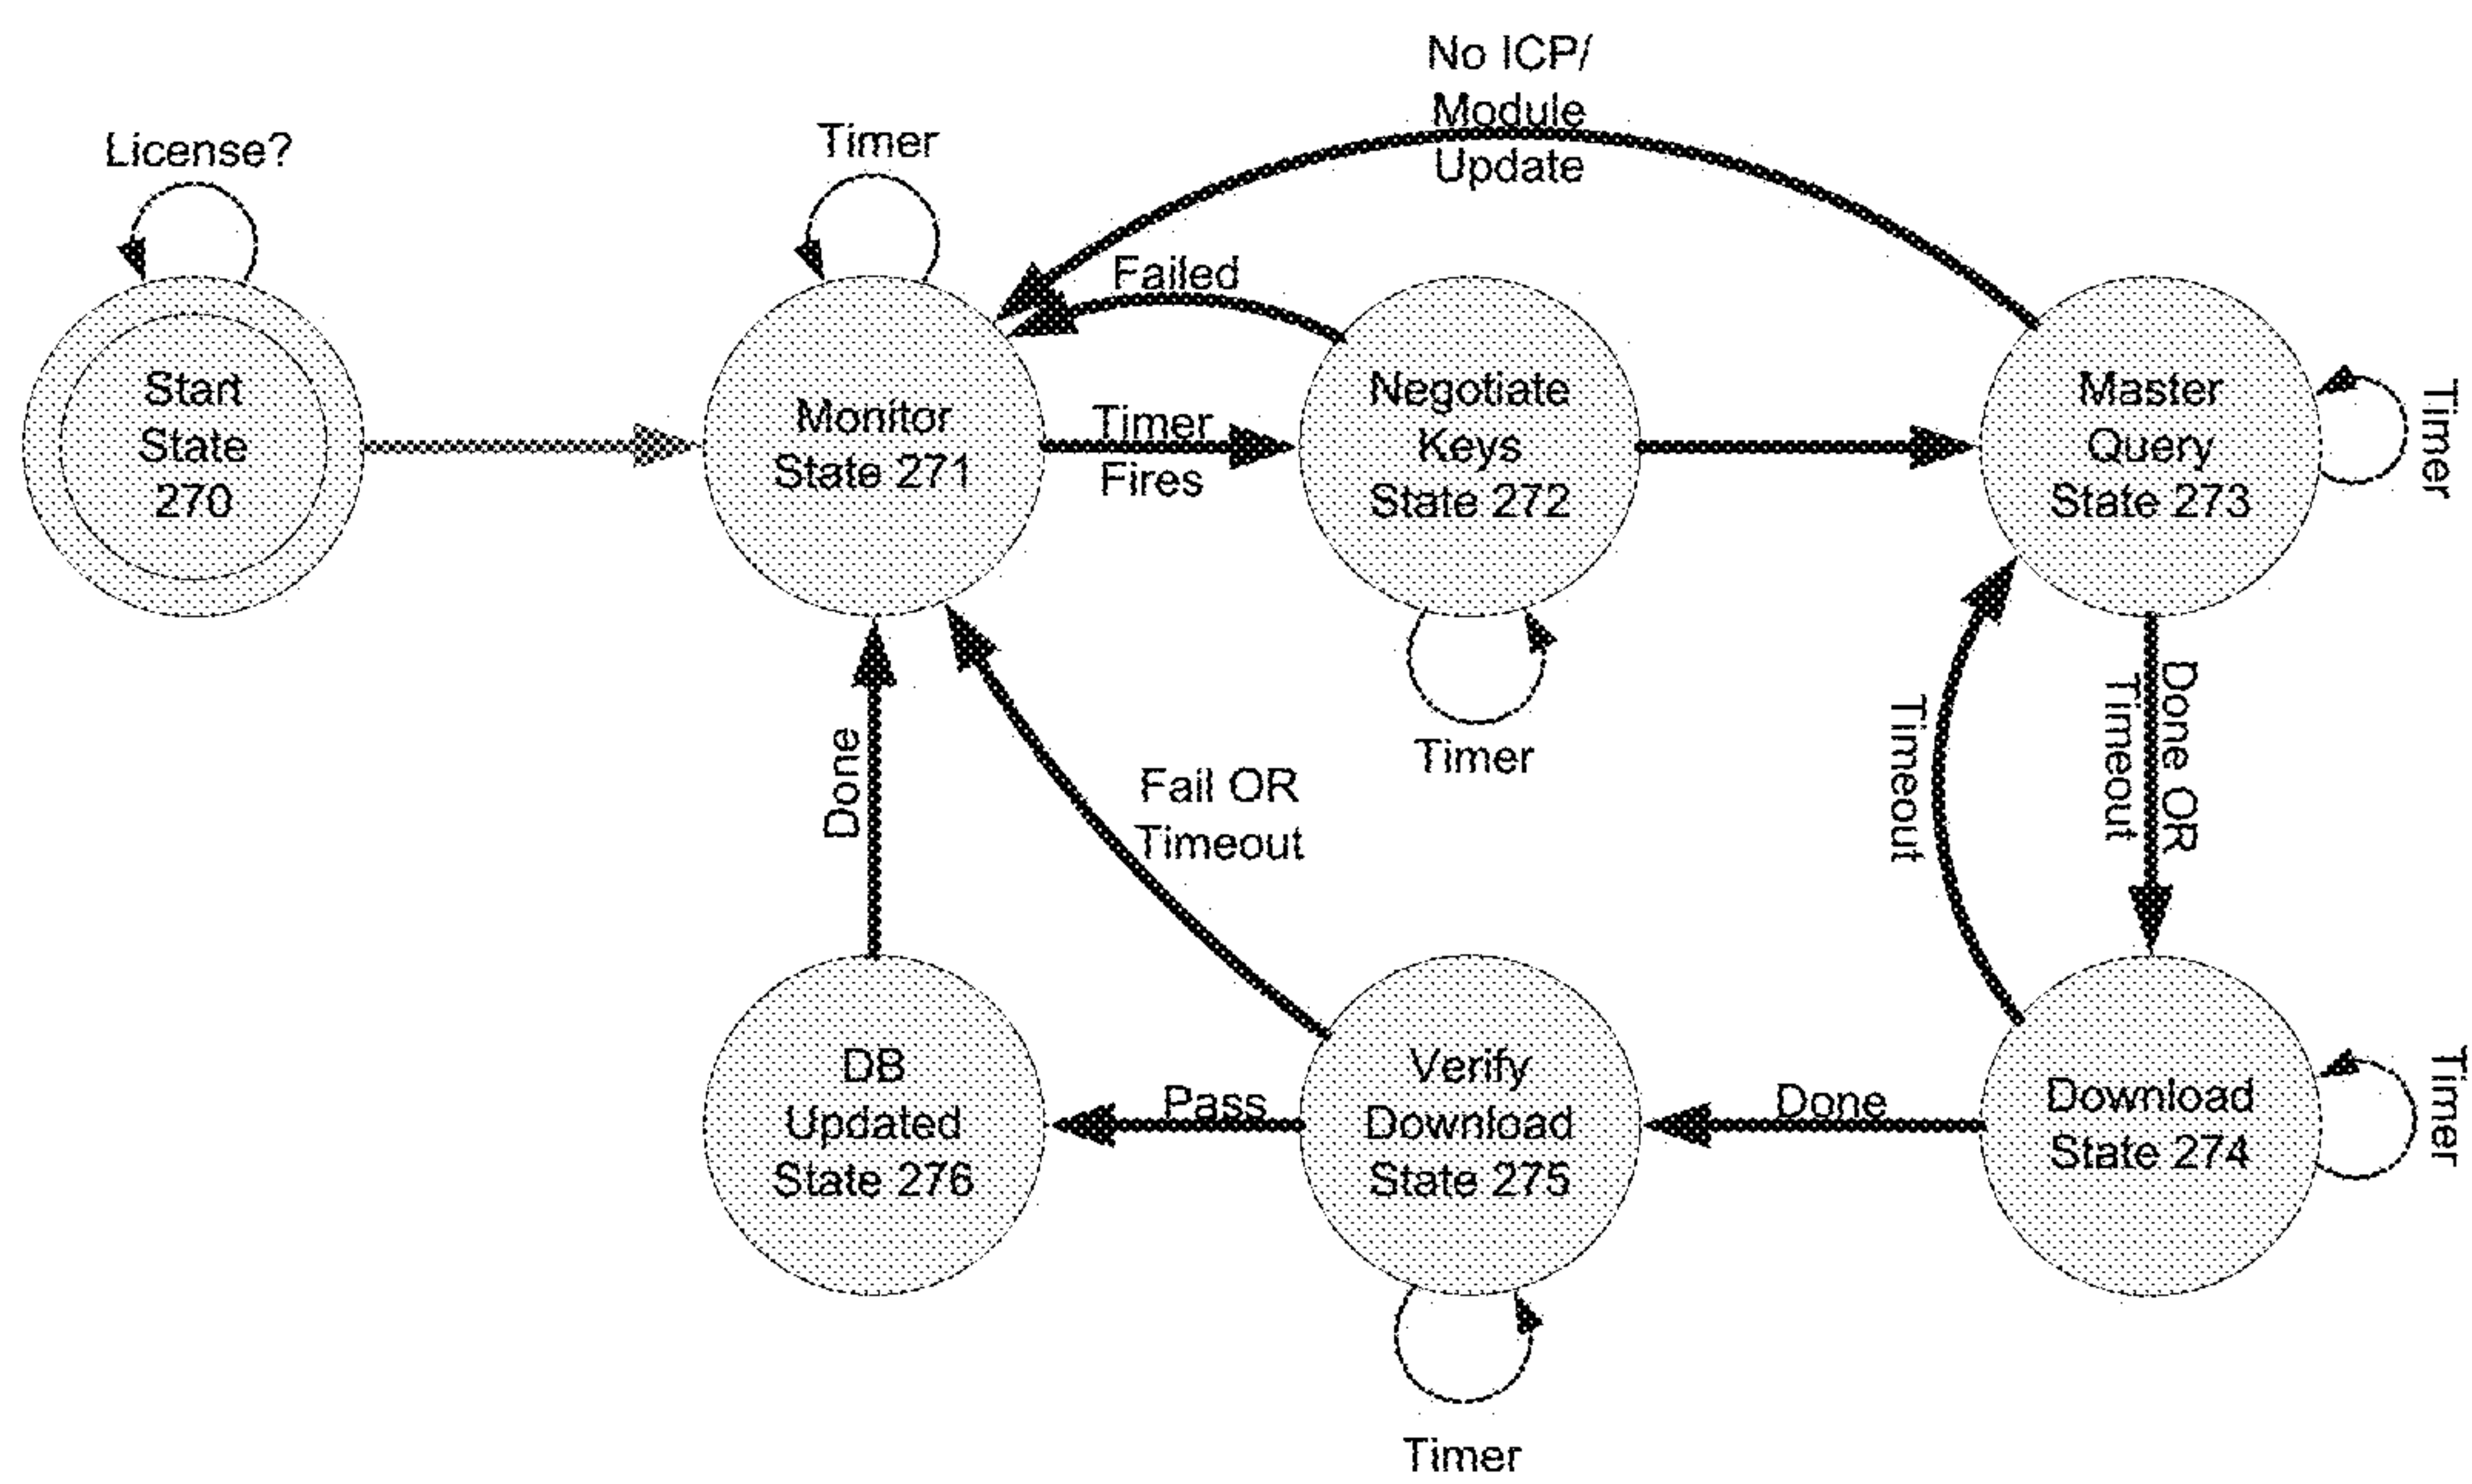 No ICP/
Module
Update
License?
Timer
Failed
Start
State
270
Monitor
State 271
Timer
Fires
Negotiate
Keys
State 272
Master
Query
State 273
Timer
Timer
Done OR
Timeout
Timeout
Done
Fail OR
Timeout
DB
Updated
State 276
Pass
Verify
Download
State 275
Done
Download
State 274
Timer
Timer